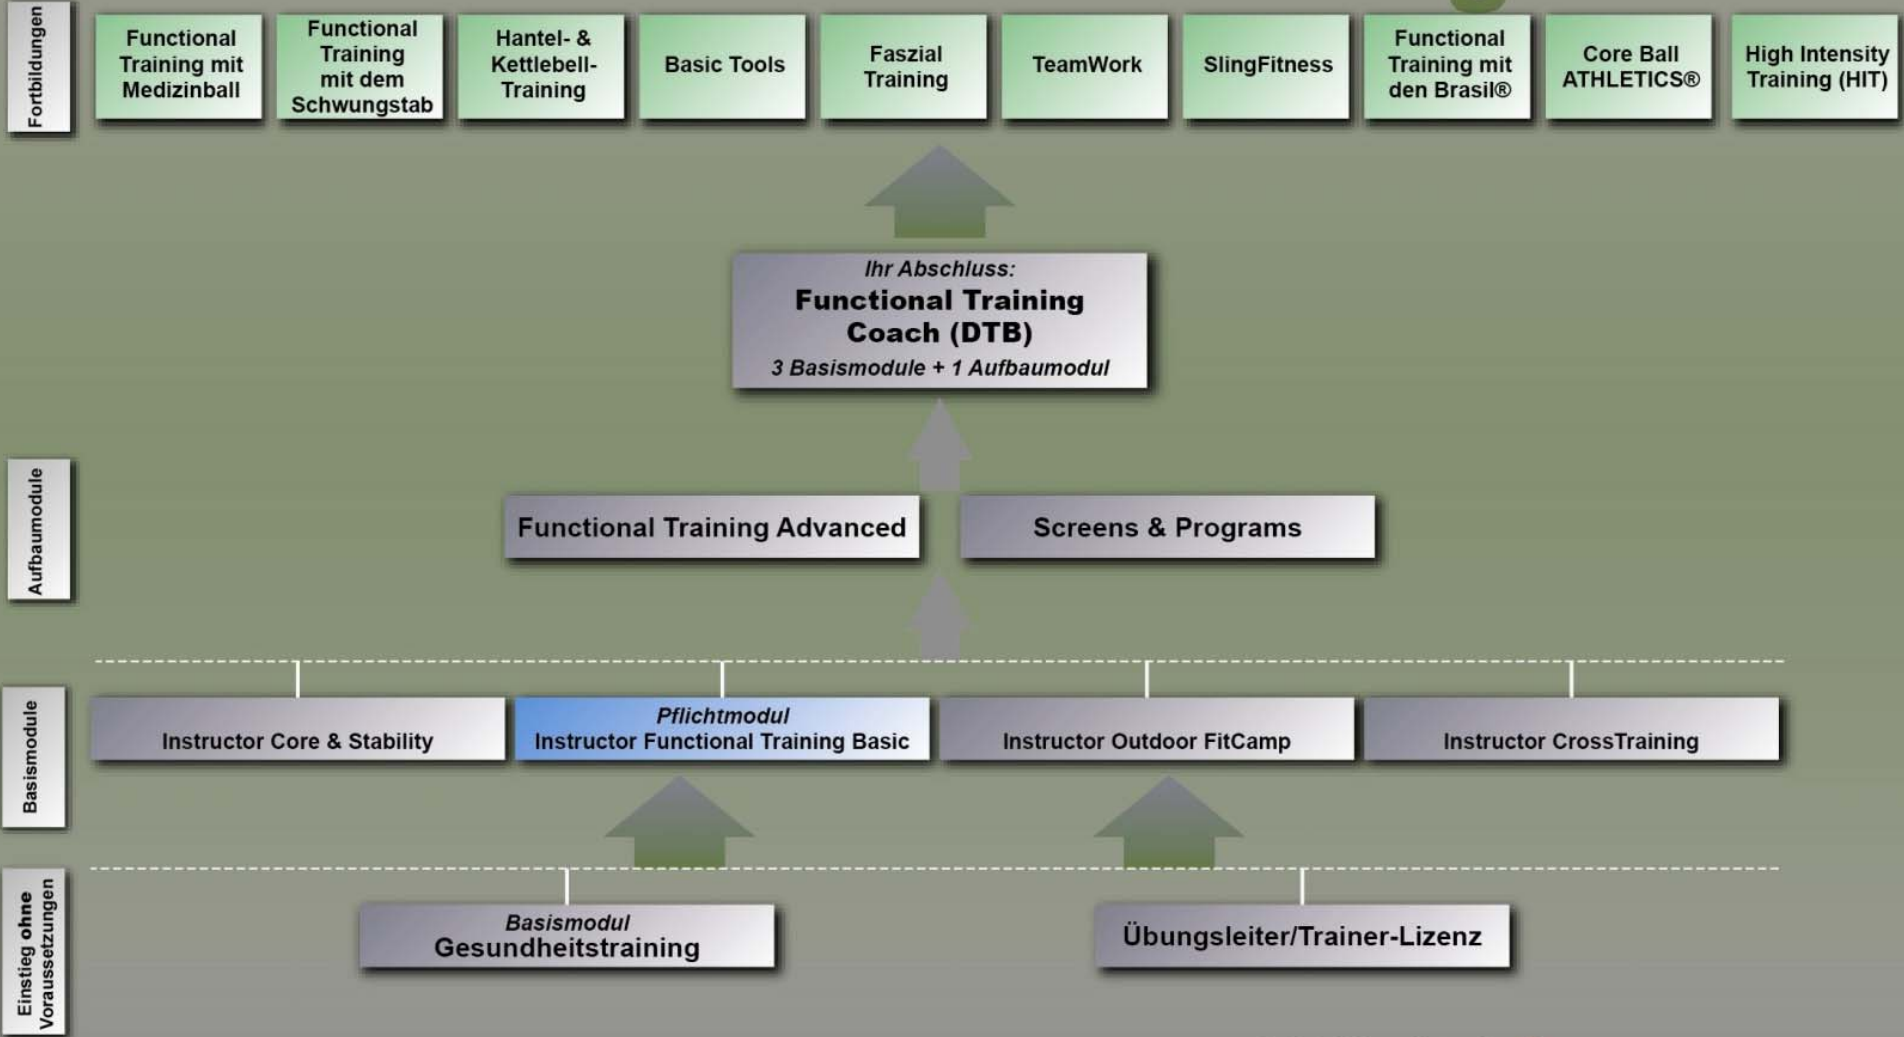 Fortbildungen
Functional
Training mit
Medizinball
Functional
Training
mit dem
Schwungstab
Hantel- &
Kettlebell-
Training
Basic Tools
Faszial
Training
TeamWork
SlingFitness
Functional
Training mit
den Brasil®
Core Ball
ATHLETICS®
High Intensity
Training (HIT)
Ihr Abschluss:
Functional Training
Coach (DTB)
3 Basismodule + 1 Aufbaumodul
Aufbaumodule
Functional Training Advanced
Screens & Programs
Basismodule
Instructor Core & Stability
Pflichtmodul
Instructor Functional Training Basic
Instructor Outdoor FitCamp
Instructor CrossTraining
Einstieg ohne
Voraussetzungen
Basismodul
Gesundheitstraining
Übungsleiter/Trainer-Lizenz